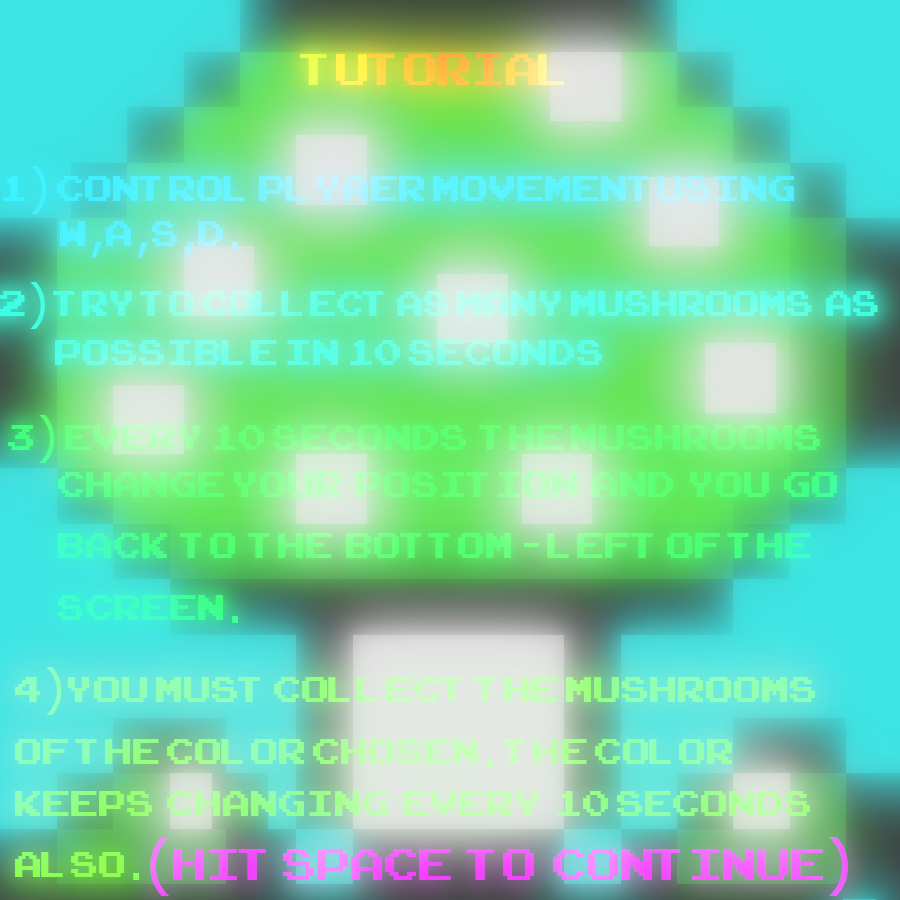 TUTORIAL
1) CONTROL PLYAER MOVEMENT USING
W,A,S,D.
2) TRY TO COLLECT AS MANY MUSHROOMS AS
POSSIBLE IN 10 SECONDS
3) EVERY 10 SECONDS THE MUSHROOMS
CHANGE YOUR POSITION AND YOU GO
BACK TO THE BOTTOM-LEFT OF THE
SCREEN.
4) YOU MUST COLLECT THE MUSHROOMS
OF THE COLOR CHOSEN. THE COLOR
KEEPS CHANGING EVERY 10 SECONDS
ALSO. (HIT SPACE TO CONTINUE)